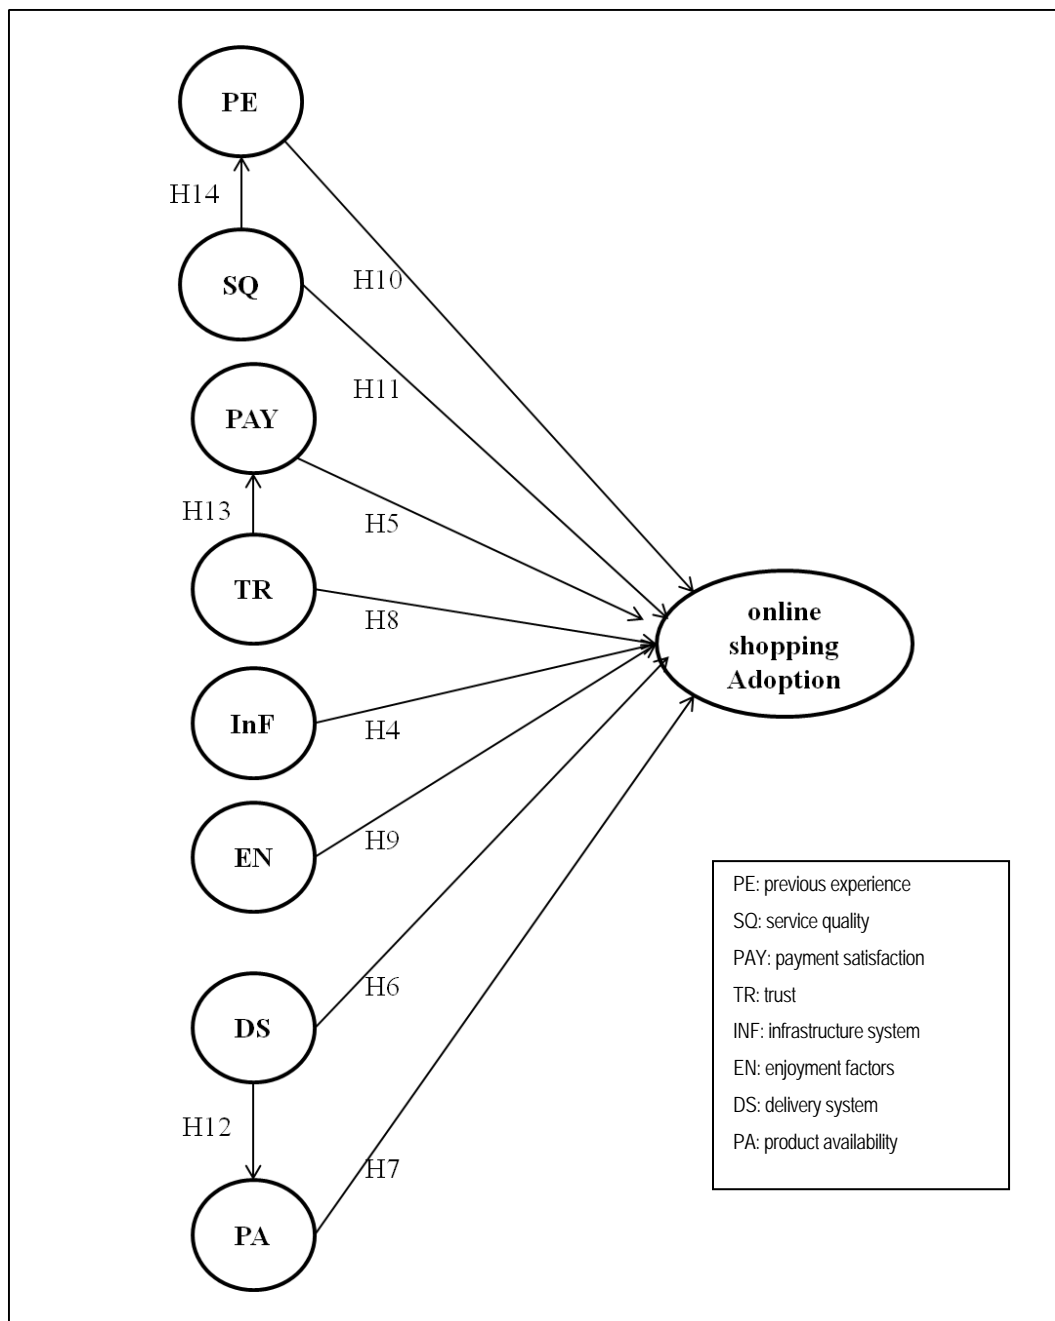 PE
H14
SQ
H10
H11
PAY
H13
H5
TR
H8
online
shopping
Adoption
InF
H4
EN
H9
DS
H6
H12
H7
PA
PE: previous experience
SQ: service quality
PAY: payment satisfaction
TR: trust
INF: infrastructure system
EN: enjoyment factors
DS: delivery system
PA: product availability